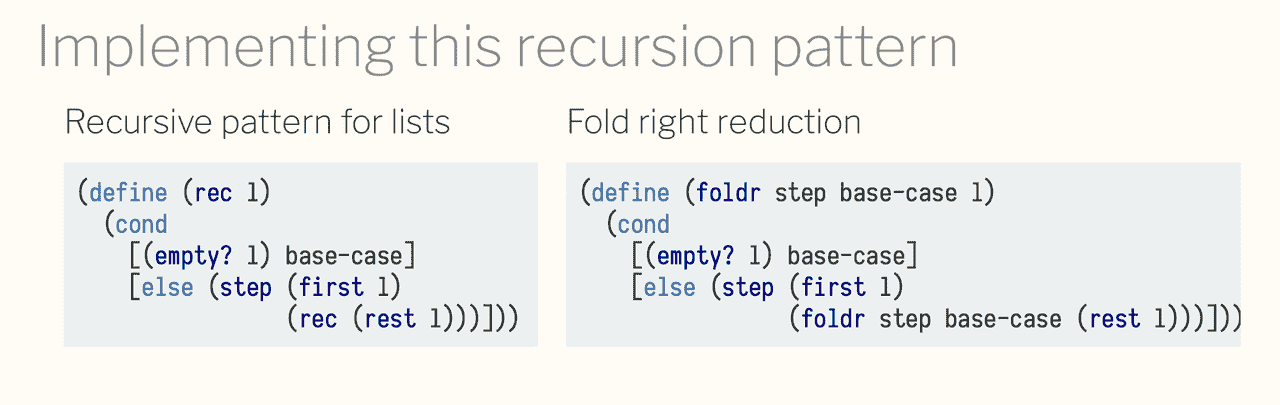 Implementing this recursion pattern
Recursive pattern for lists
(define (rec l)
  (cond
    [(empty? l) base-case]
    [else (step (first l)
                (rec (rest l)))]))
Fold right reduction
(define (foldr step base-case l)
  (cond
    [(empty? l) base-case]
    [else (step (first l)
                (foldr step base-case (rest l)))]))